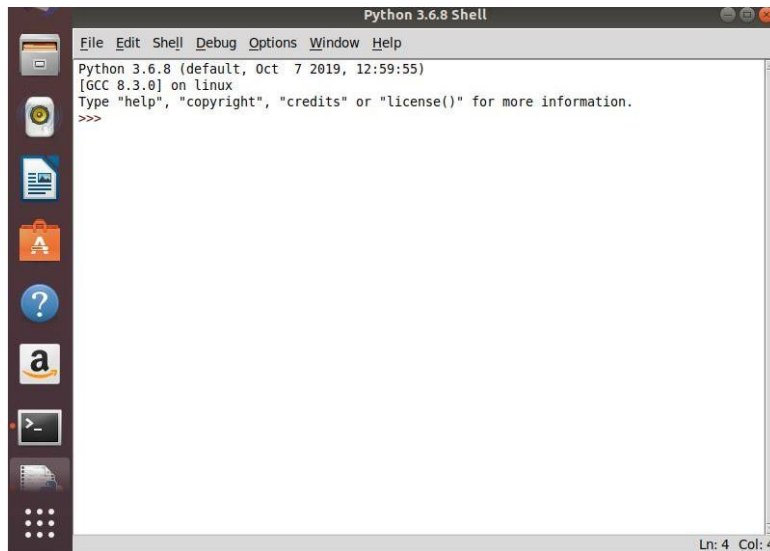 Python 3.6.8 Shell
File Edit Shell Debug Options Window Help
Python 3.6.8 (default, Oct  7 2019, 12:59:55)
[GCC 8.3.0] on linux
Type "help", "copyright", "credits" or "license()" for more information.
>>>
Ln: 4 Col: 4